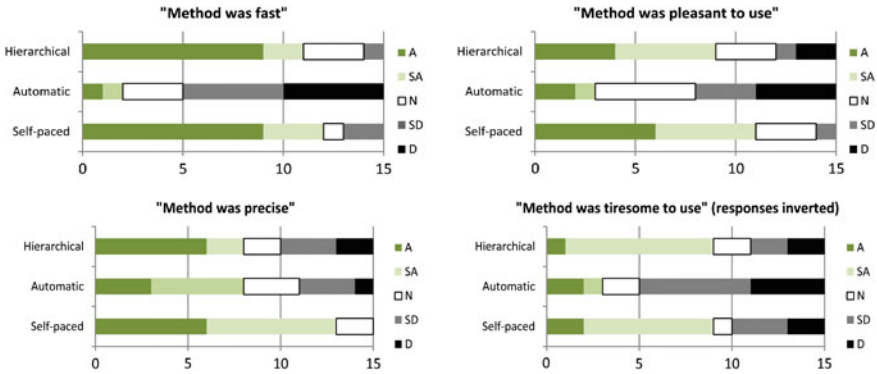 "Method was fast"
Hierarchical
Automatic
Self-paced
0 5 10 15
A
SA
N
SD
D
"Method was pleasant to use"
Hierarchical
Automatic
Self-paced
0 5 10 15
A
SA
N
SD
D
"Method was precise"
Hierarchical
Automatic
Self-paced
0 5 10 15
A
SA
N
SD
D
"Method was tiresome to use" (responses inverted)
Hierarchical
Automatic
Self-paced
0 5 10 15
A
SA
N
SD
D